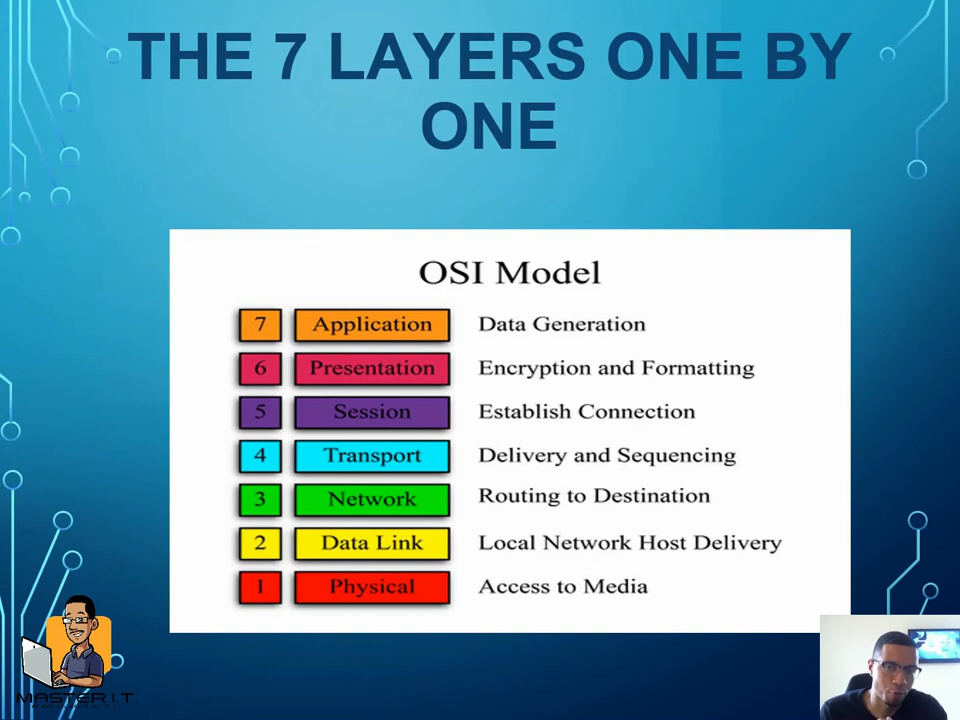 THE 7 LAYERS ONE BY
ONE
OSI Model
7 Application Data Generation
6 Presentation Encryption and Formatting
5 Session Establish Connection
4 Transport Delivery and Sequencing
3 Network Routing to Destination
2 Data Link Local Network Host Delivery
1 Physical Access to Media
MASTER I.T.